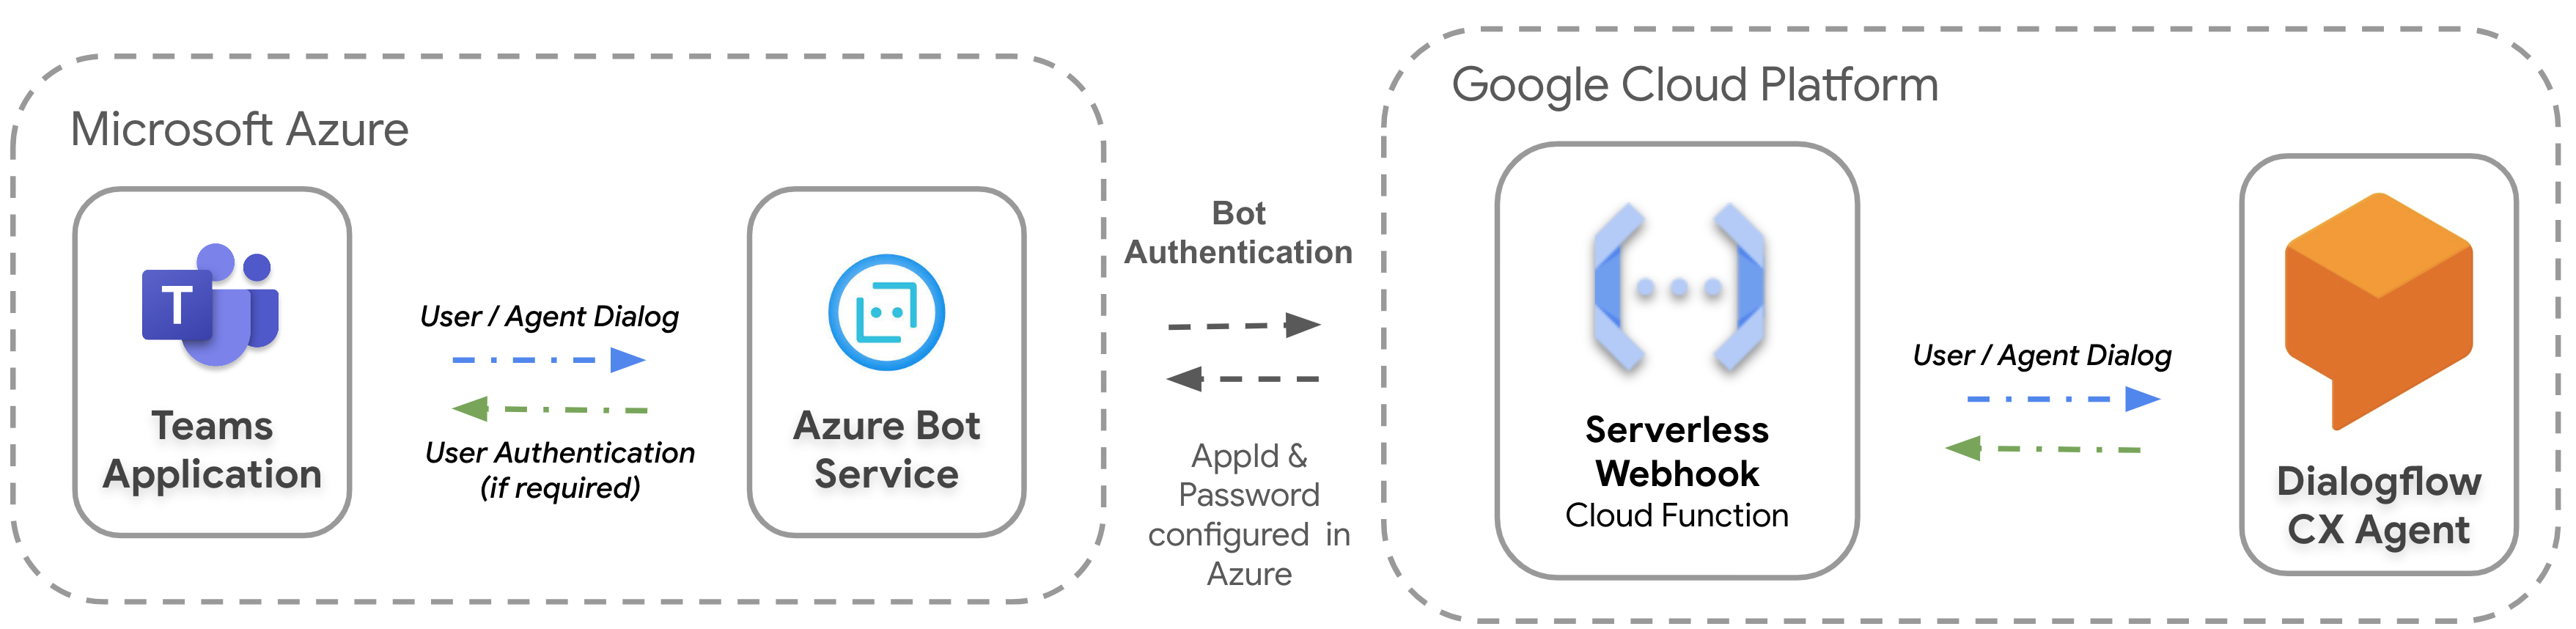 Microsoft Azure
T
Teams
Application
User / Agent Dialog
User Authentication
(if required)
Azure Bot
Service
Bot
Authentication
AppId &
Password
configured in
Azure
Google Cloud Platform
Serverless
Webhook
Cloud Function
User / Agent Dialog
Dialogflow
CX Agent